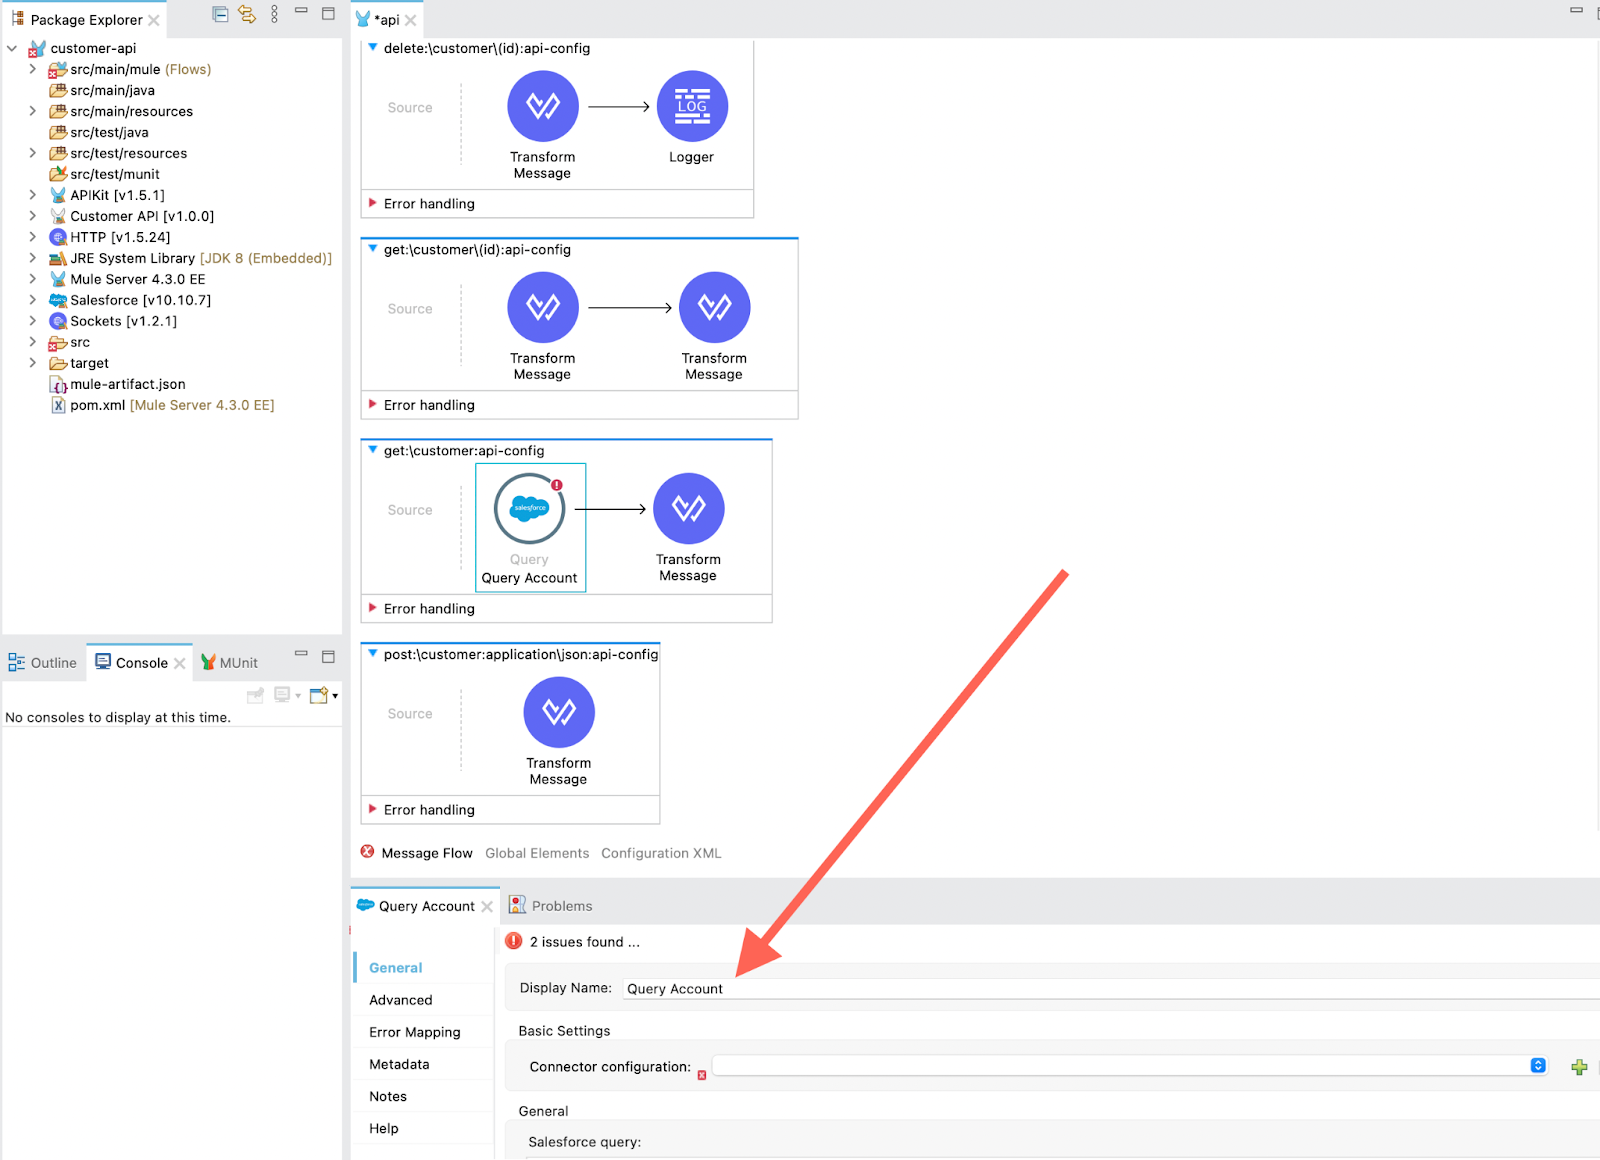 Package Explorer
customer-api
src/main/mule (Flows)
src/main/java
src/main/resources
src/test/java
src/test/resources
src/test/munit
APIKit [v1.5.1]
Customer API [v1.0.0]
HTTP [v1.5.24]
JRE System Library [JDK 8 (Embedded)]
Mule Server 4.3.0 EE
Salesforce [v10.10.7]
Sockets [v1.2.1]
src
target
mule-artifact.json
pom.xml [Mule Server 4.3.0 EE]
Outline
Console
MUnit
No consoles to display at this time.
*api
delete:\customer\(id):api-config
Source
LOG
Transform
Message
Logger
Error handling
get:\customer\(id):api-config
Source
Transform
Message
Transform
Message
Error handling
get:\customer:api-config
Source
salesforce
Query
Query Account
Transform
Message
Error handling
post:\customer:application\json:api-config
Source
Transform
Message
Error handling
Message Flow
Global Elements
Configuration XML
Query Account
Problems
2 issues found ...
General
Advanced
Error Mapping
Metadata
Notes
Help
Display Name: Query Account
Basic Settings
Connector configuration:
General
Salesforce query: